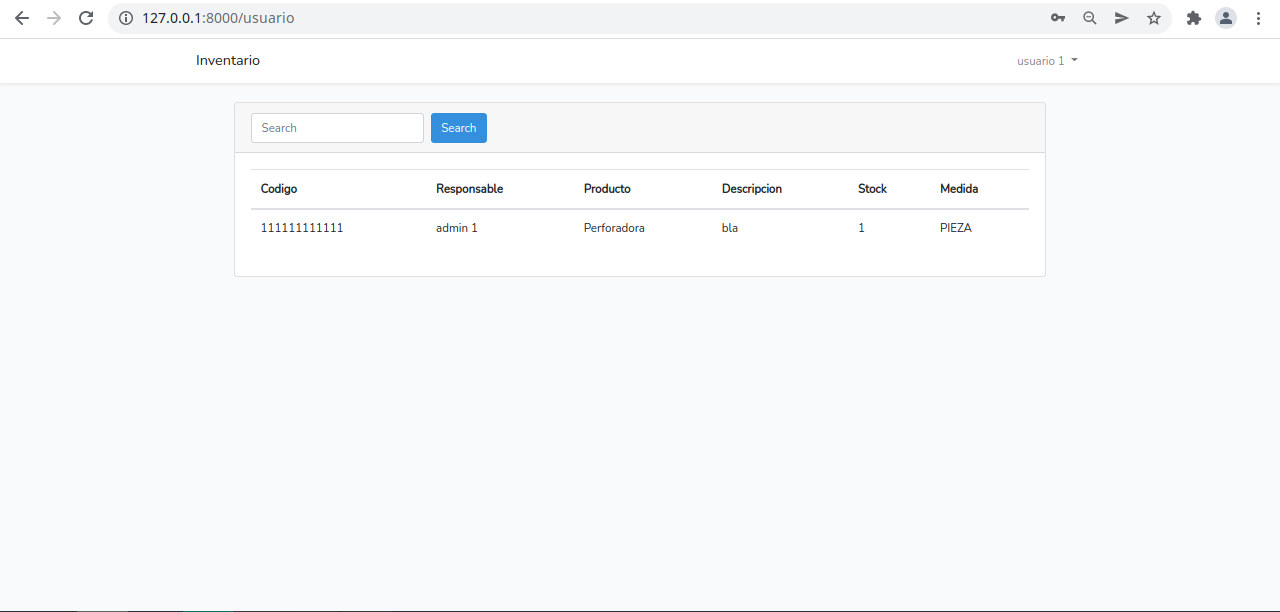 127.0.0.1:8000/usuario
Inventario usuario 1
Search Search
Codigo Responsable Producto Descripcion Stock Medida
111111111111 admin 1 Perforadora bla 1 PIEZA